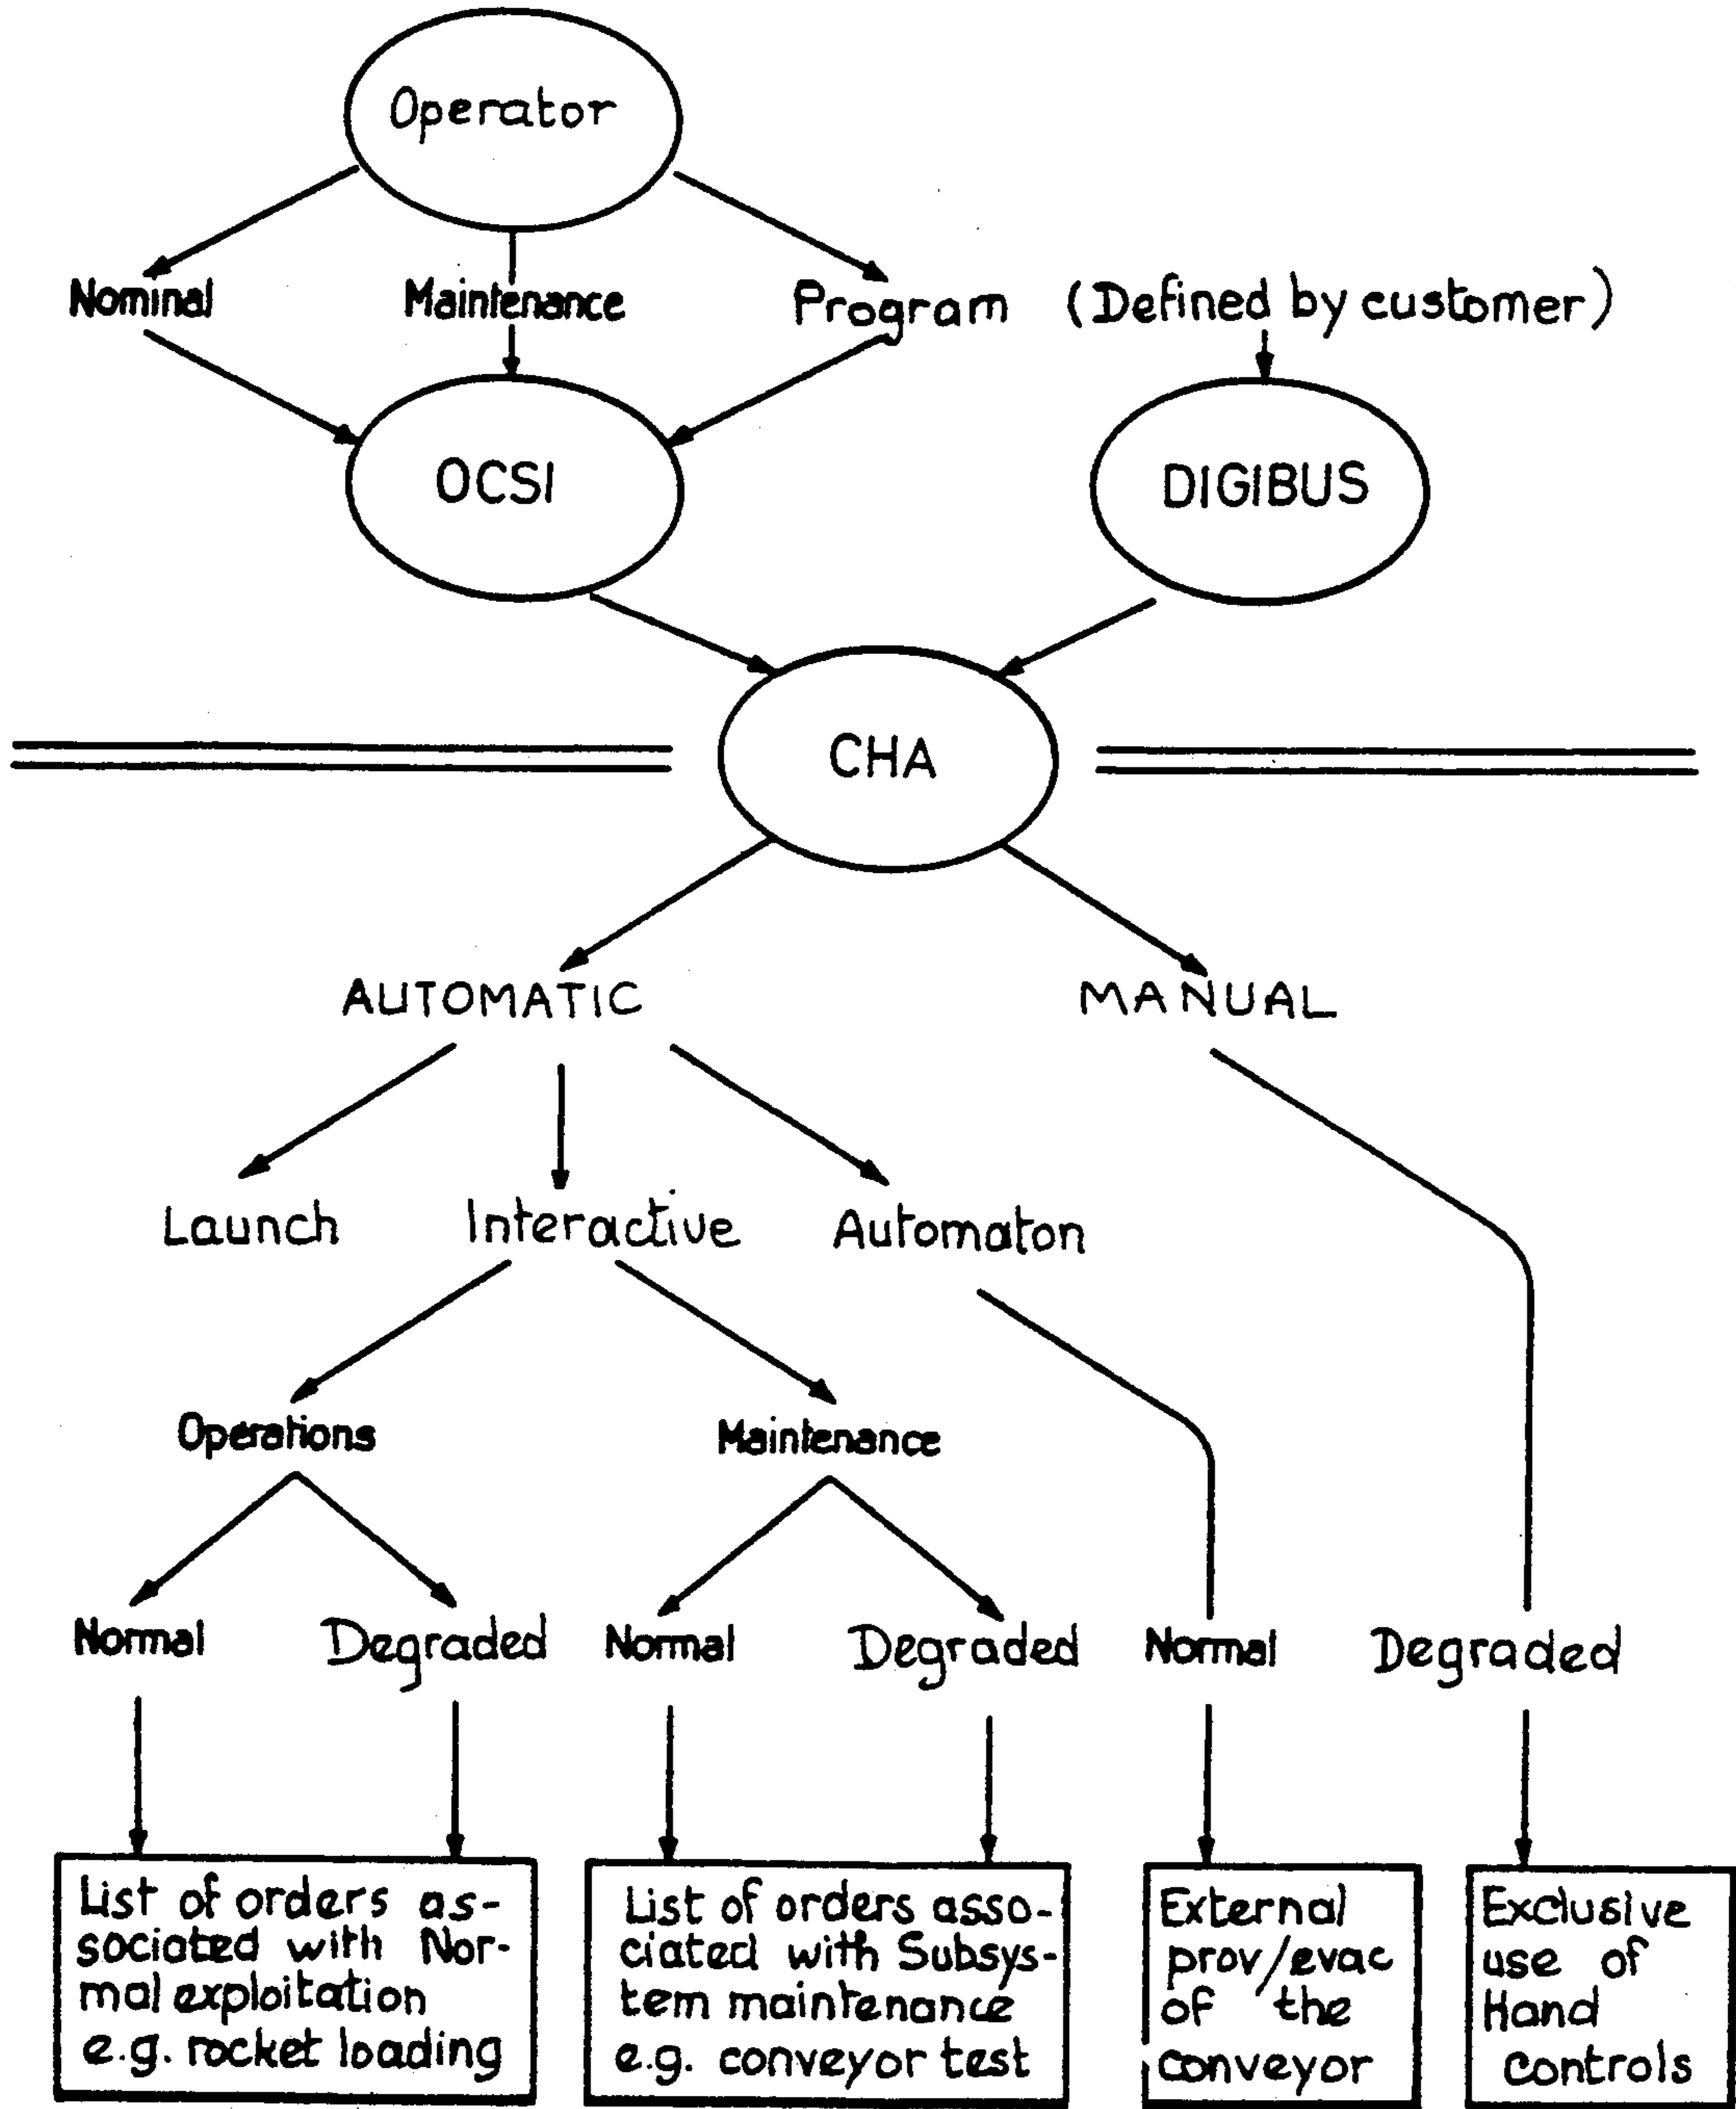 Operator
Nominal Maintenance Program (Defined by customer)
OCSI DIGIBUS
CHA
AUTOMATIC MANUAL
Launch Interactive Automaton
Operations Maintenance
Normal Degraded Normal Degraded Normal Degraded
List of orders as-
sociated with Nor-
mal exploitation
e.g. rocket loading
List of orders asso-
ciated with Subsys-
tem maintenance
e.g. conveyor test
External
prov/evac
of the
conveyor
Exclusive
use of
Hand
controls